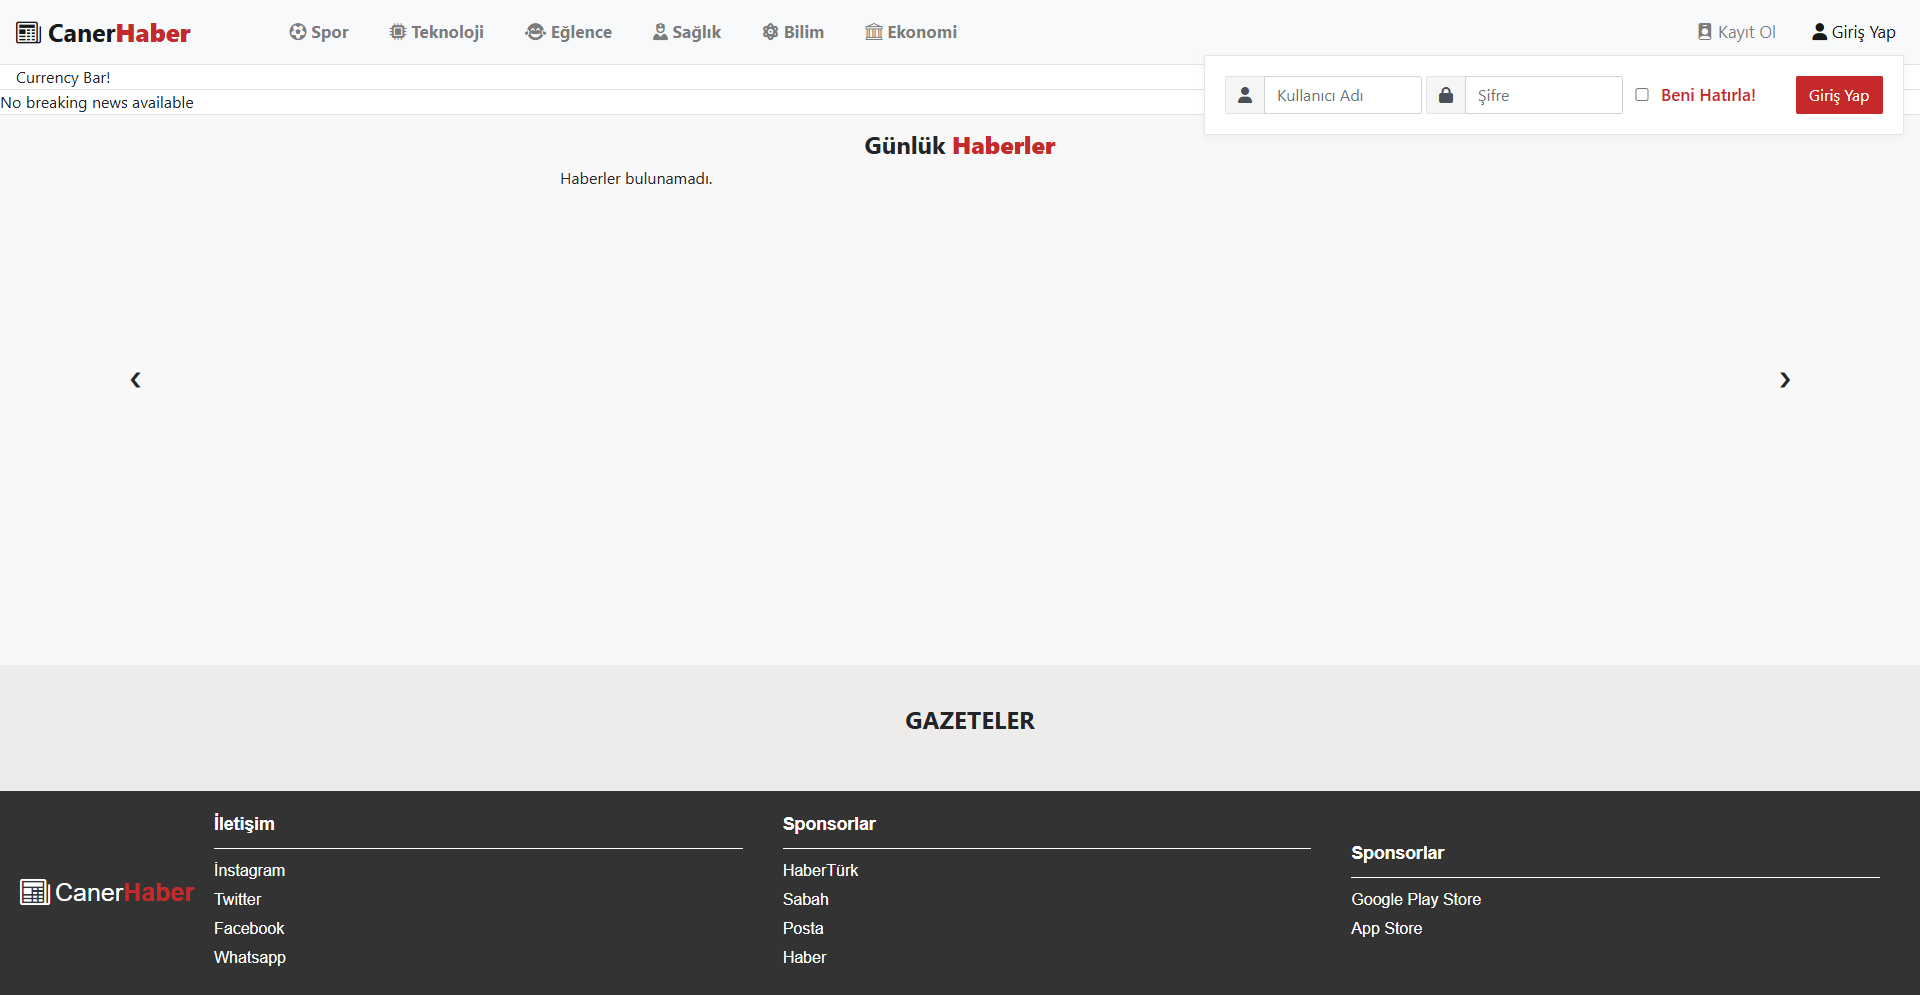 CanerHaber
Spor
Teknoloji
Eğlence
Sağlık
Bilim
Ekonomi
Kayıt Ol
Giriş Yap
Currency Bar!
No breaking news available
Kullanıcı Adı
Şifre
Beni Hatırla!
Giriş Yap
Günlük Haberler
Haberler bulunamadı.
GAZETELER
CanerHaber
İletişim
İnstagram
Twitter
Facebook
Whatsapp
Sponsorlar
HaberTürk
Sabah
Posta
Haber
Sponsorlar
Google Play Store
App Store